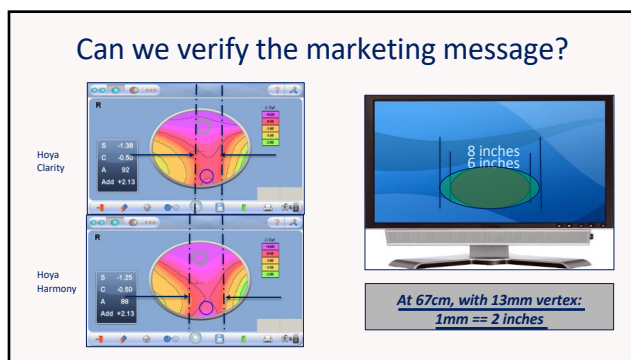 Can we verify the marketing message?
Hoya
Clarity
R
S -1.38
C -0.50
A 92
Add +2.13
Hoya
Harmony
R
S -1.25
C -0.50
A 88
Add +2.13
8 inches
6 inches
At 67cm, with 13mm vertex:
1mm == 2 inches